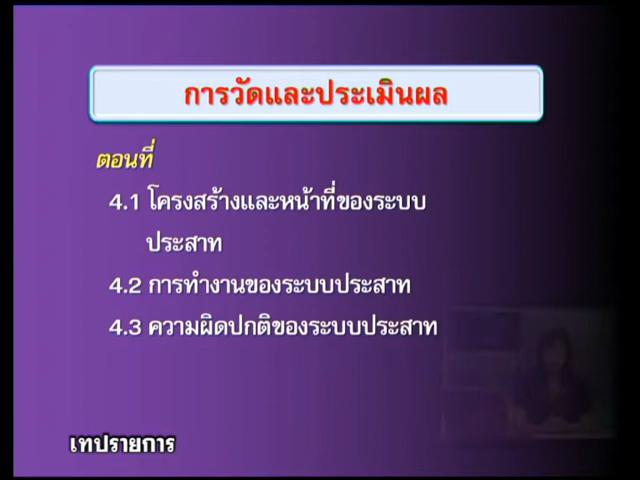 การวัดและประเมินผล
ตอนที่
4.1 โครงสร้างและหน้าที่ของระบบ
ประสาท
4.2 การทำงานของระบบประสาท
4.3 ความผิดปกติของระบบประสาท
เทปรายการ